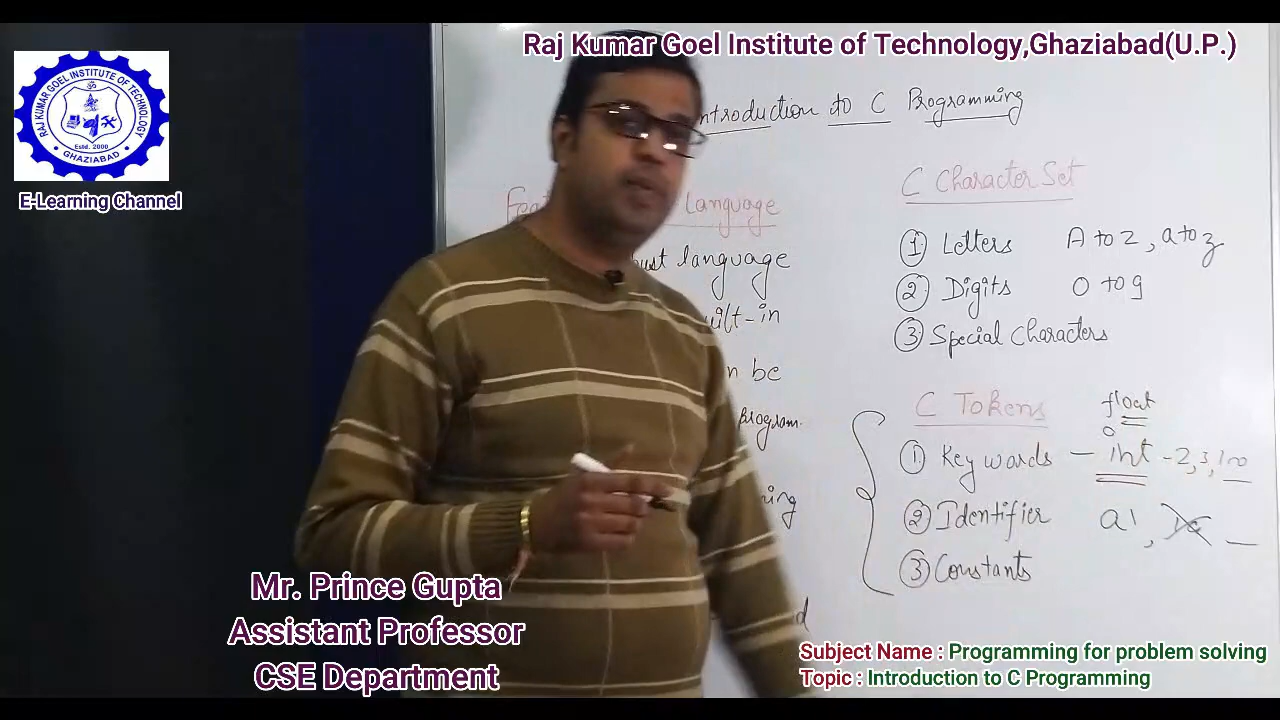 Raj Kumar Goel Institute of Technology,Ghaziabad(U.P.)
RAJ KUMAR GOEL INSTITUTE OF TECHNOLOGY
Estd. 2000
GHAZIABAD
E-Learning Channel
ntroduction to C Programming
Language
language
ilt-in
be
program.
C Character Set
① Letters A to Z, a to z
② Digits 0 to 9
③ Special Characters
C Tokens
float
① Keywords – int – 2, 3, 100
② Identifier a1, _
③ Constants
Mr. Prince Gupta
Assistant Professor
CSE Department
Subject Name : Programming for problem solving
Topic : Introduction to C Programming